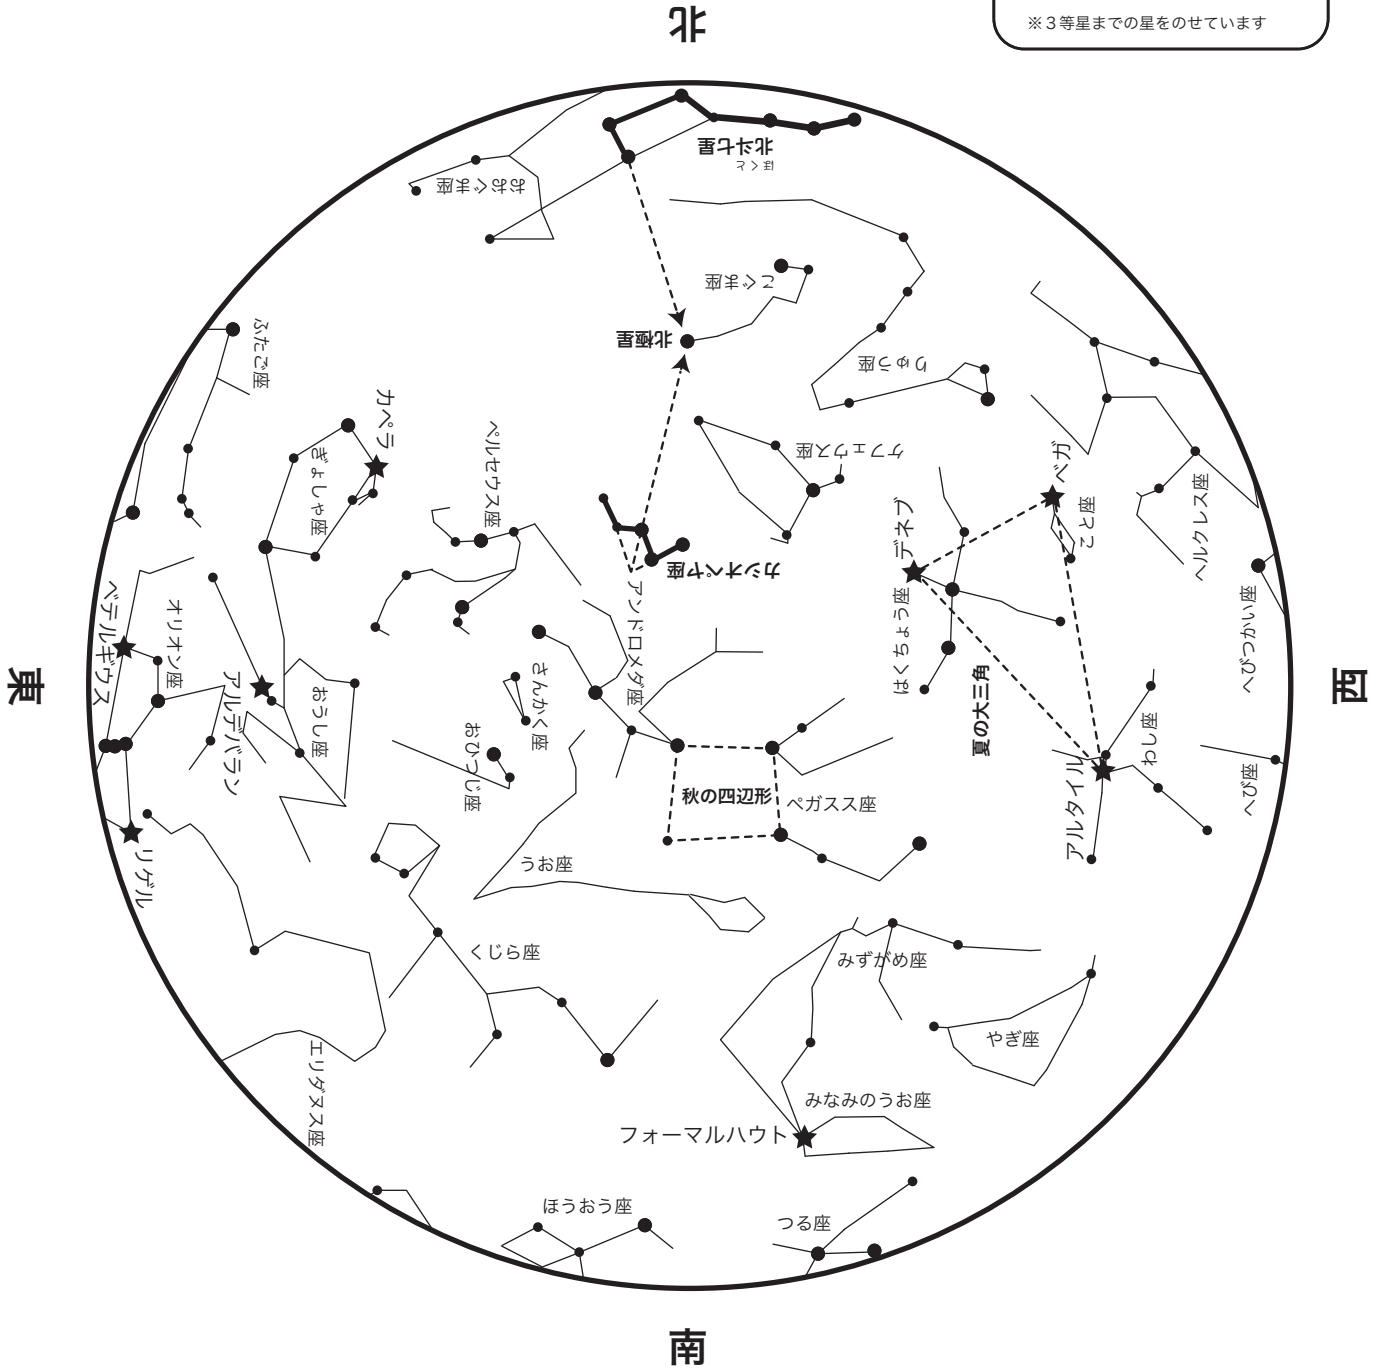 ※３等星までの星をのせています
北
北斗七星
ほくと
おおぐま座
こぐま座
北極星
りゅう座
ふたご座
カペラ
ぎょしゃ座
ペルセウス座
ケフェウス座
カシオペヤ座
デネブ
ベガ
こと座
ヘルクレス座
はくちょう座
へびつかい座
夏の大三角
ベテルギウス
オリオン座
東
西
アルデバラン
おうし座
アンドロメダ座
さんかく座
おひつじ座
わし座
へび座
アルタイル
秋の四辺形
ペガスス座
リゲル
うお座
くじら座
みずがめ座
やぎ座
エリダヌス座
みなみのうお座
フォーマルハウト
ほうおう座
つる座
南